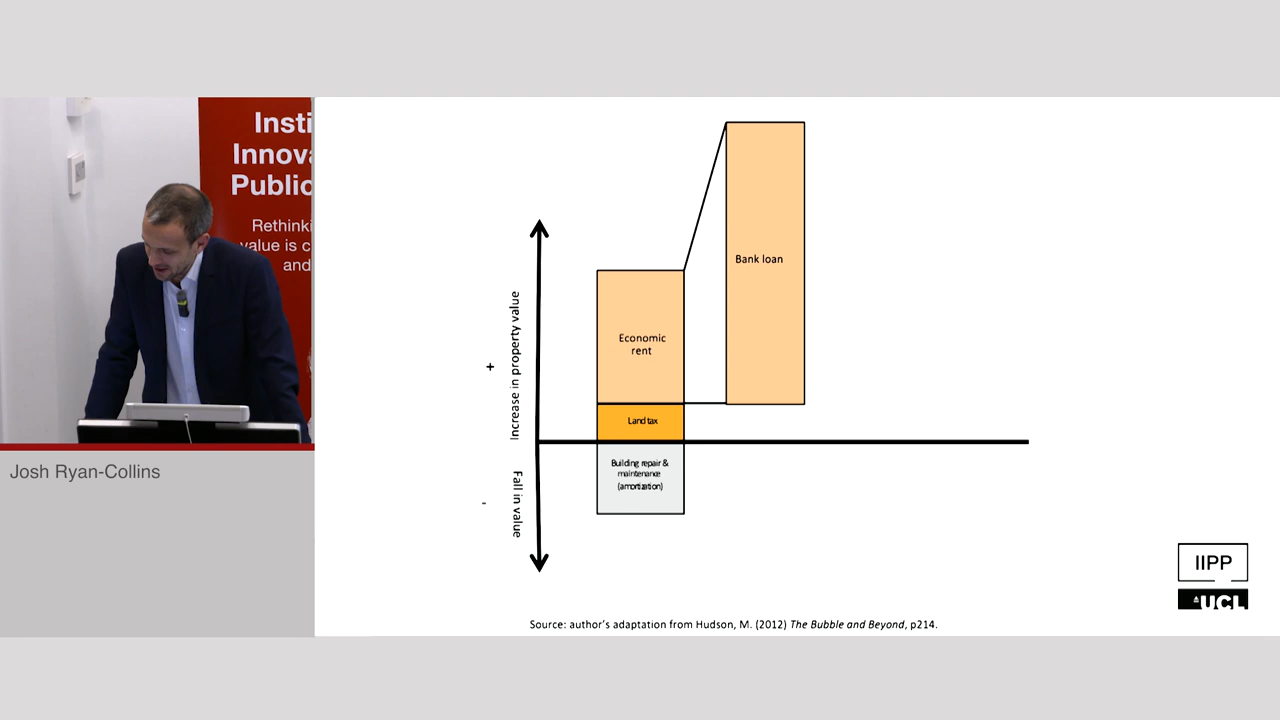 Insti
Innova
Public
Rethinki
value is c
and
Josh Ryan-Collins
Bank loan
Economic
rent
Land tax
Building repair &
maintenance
(amortization)
+
Increase in property value
-
Fall in value
IIPP
UCL
Source: author's adaptation from Hudson, M. (2012) The Bubble and Beyond, p214.